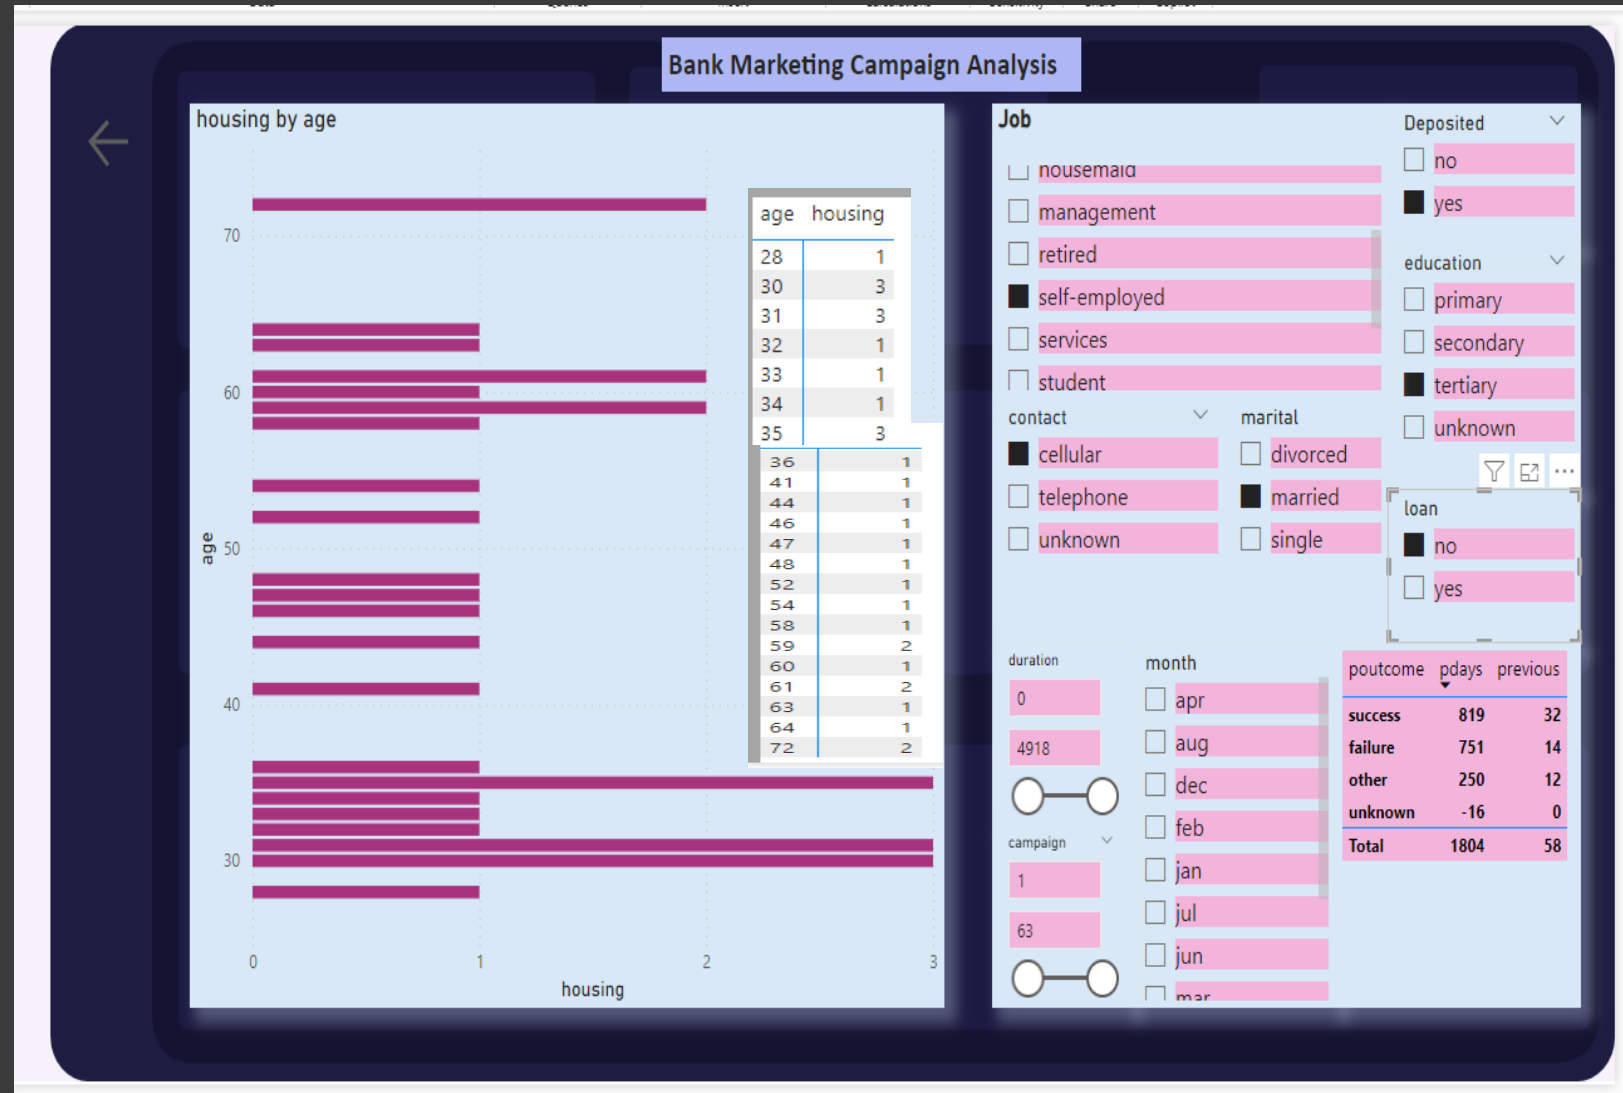 Bank Marketing Campaign Analysis
housing by age
70
60
50
40
30
age
0 1 2 3
housing
age housing
28 1
30 3
31 3
32 1
33 1
34 1
35 3
36 1
41 1
44 1
46 1
47 1
48 1
52 1
54 1
58 1
59 2
60 1
61 2
63 1
64 1
72 2
Job
housemaid
management
retired
self-employed
services
student
Deposited
no
yes
education
primary
secondary
tertiary
unknown
contact
cellular
telephone
unknown
marital
divorced
married
single
loan
no
yes
duration
0
4918
campaign
1
63
month
apr
aug
dec
feb
jan
jul
jun
mar
poutcome pdays previous
success 819 32
failure 751 14
other 250 12
unknown -16 0
Total 1804 58